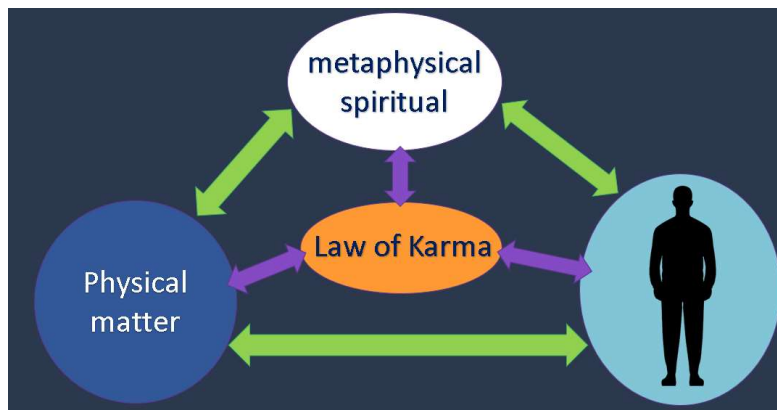 metaphysical
spiritual
Law of Karma
Physical
matter